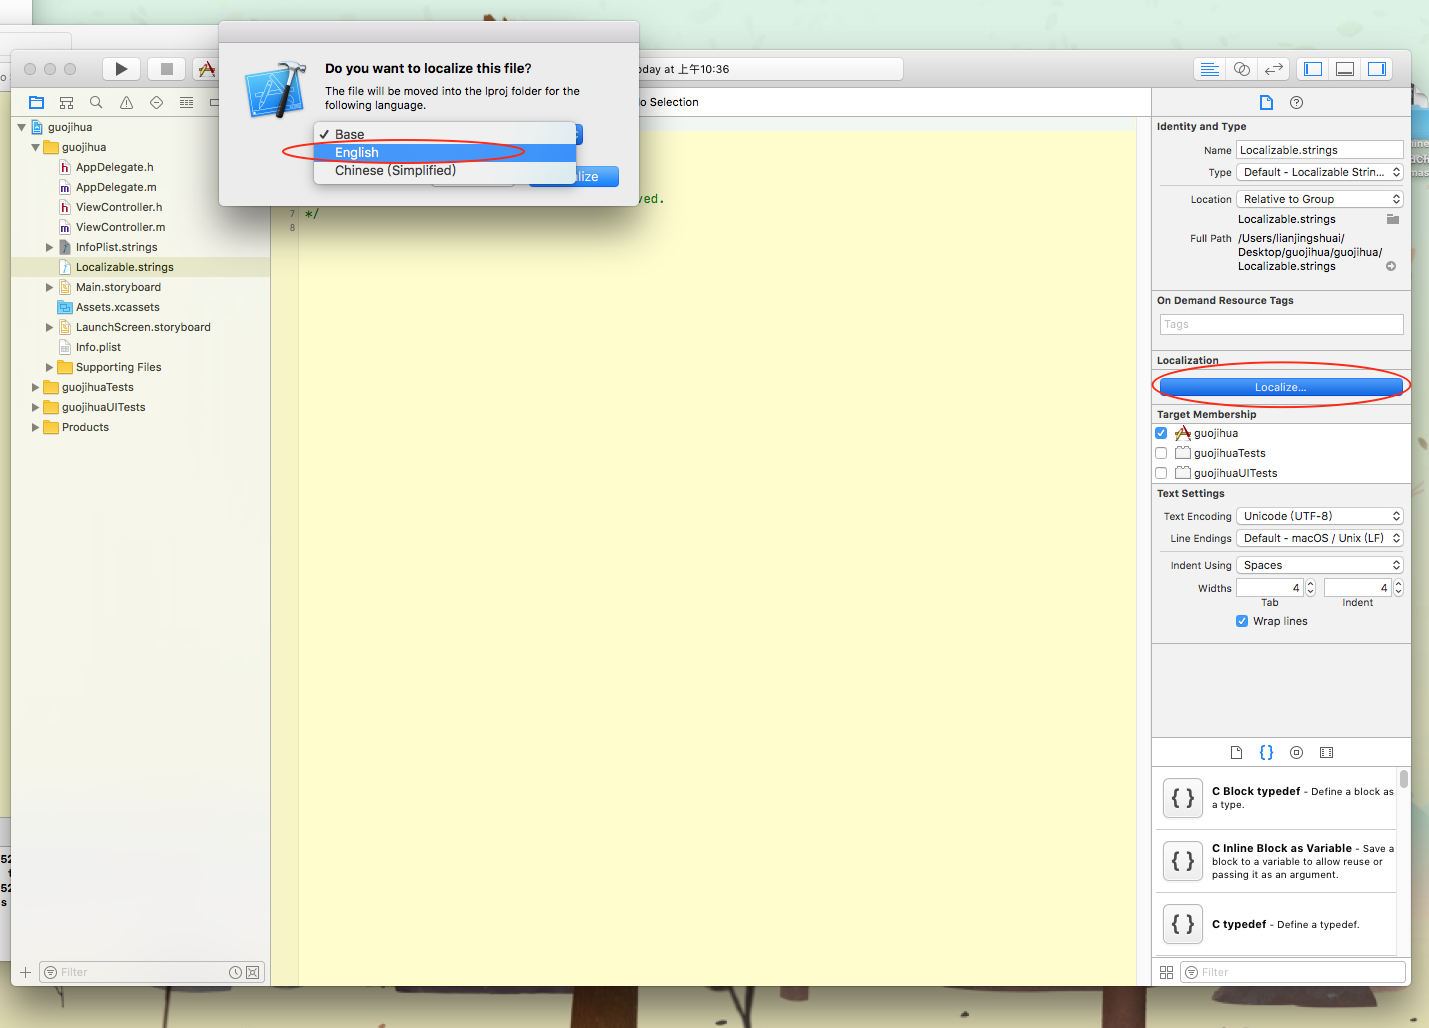 Do you want to localize this file?
The file will be moved into the lproj folder for the
following language.
Base
English
Chinese (Simplified)
lize
oday at 上午10:36
o Selection
guojihua
guojihua
AppDelegate.h
AppDelegate.m
ViewController.h
ViewController.m
InfoPlist.strings
Localizable.strings
Main.storyboard
Assets.xcassets
LaunchScreen.storyboard
Info.plist
Supporting Files
guojihuaTests
guojihuaUITests
Products
Filter
ved.
7 */
8
Identity and Type
Name Localizable.strings
Type Default - Localizable Strin...
Location Relative to Group
Localizable.strings
Full Path /Users/lianjingshuai/
Desktop/guojihua/guojihua/
Localizable.strings
On Demand Resource Tags
Tags
Localization
Localize...
Target Membership
guojihua
guojihuaTests
guojihuaUITests
Text Settings
Text Encoding Unicode (UTF-8)
Line Endings Default - macOS / Unix (LF)
Indent Using Spaces
Widths 4 4
Tab Indent
Wrap lines
{} C Block typedef - Define a block as
a type.
{} C Inline Block as Variable - Save a
block to a variable to allow reuse or
passing it as an argument.
{} C typedef - Define a typedef.
Filter
52
52
s